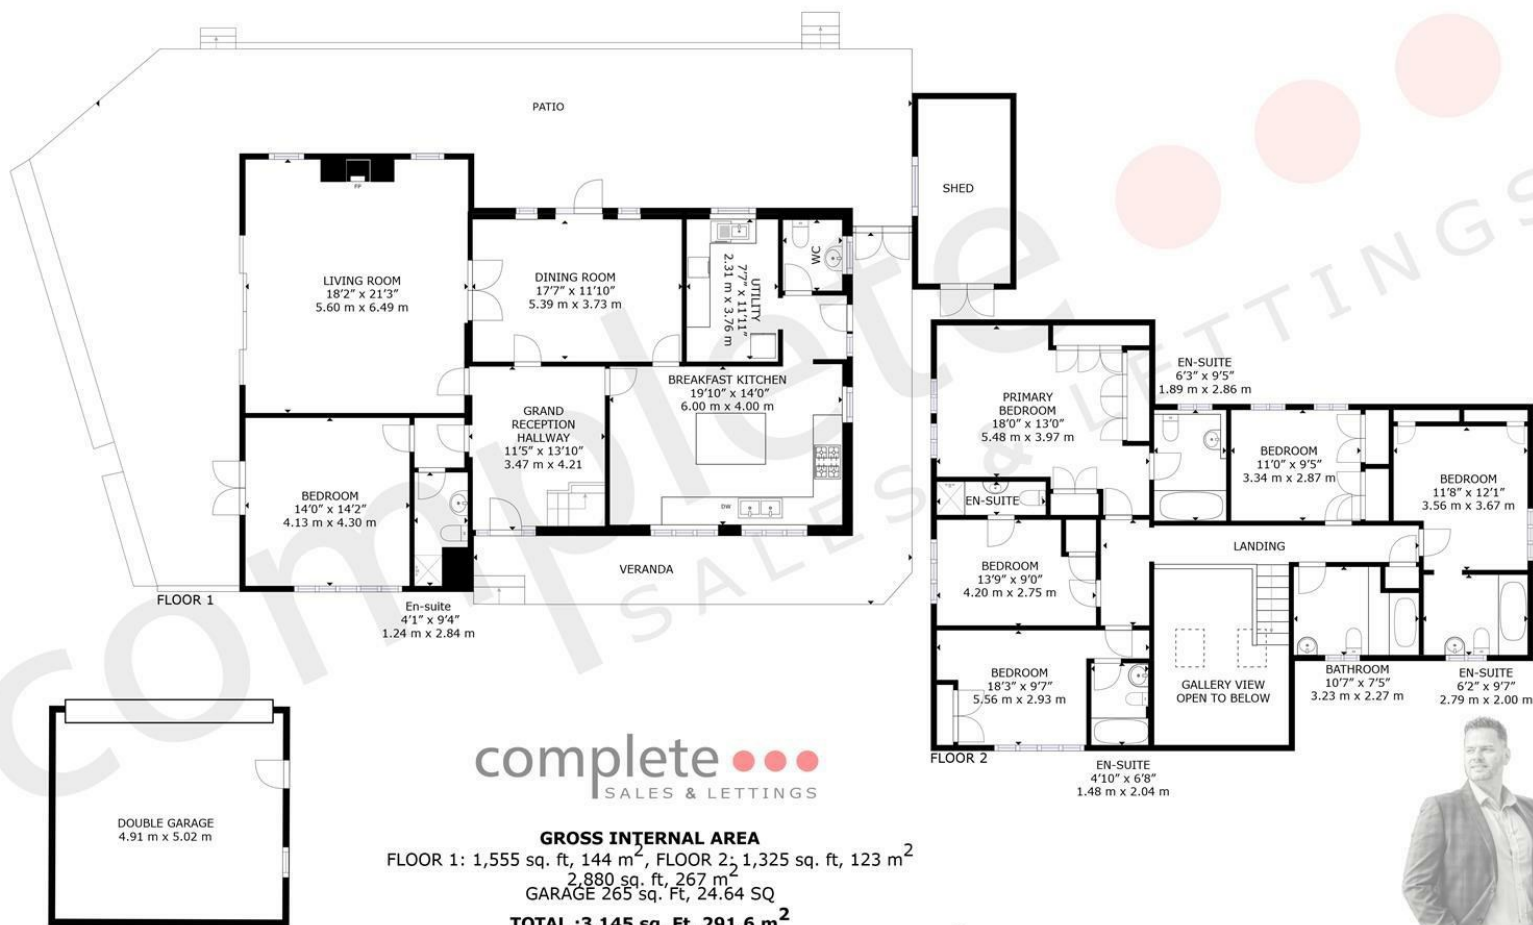 PATIO
SHED
FP
LIVING ROOM
18'2" x 21'3"
5.60 m x 6.49 m
DINING ROOM
17'7" x 11'10"
5.39 m x 3.73 m
UTILITY
7'7" x 11'11"
2.31 m x 3.76 m
WC
BREAKFAST KITCHEN
19'10" x 14'0"
6.00 m x 4.00 m
GRAND
RECEPTION
HALLWAY
11'5" x 13'10"
3.47 m x 4.21
BEDROOM
14'0" x 14'2"
4.13 m x 4.30 m
DW
VERANDA
FLOOR 1
En-suite
4'1" x 9'4"
1.24 m x 2.84 m
PRIMARY
BEDROOM
18'0" x 13'0"
5.48 m x 3.97 m
EN-SUITE
6'3" x 9'5"
1.89 m x 2.86 m
BEDROOM
11'0" x 9'5"
3.34 m x 2.87 m
BEDROOM
11'8" x 12'1"
3.56 m x 3.67 m
EN-SUITE
LANDING
BEDROOM
13'9" x 9'0"
4.20 m x 2.75 m
BEDROOM
18'3" x 9'7"
5.56 m x 2.93 m
GALLERY VIEW
OPEN TO BELOW
BATHROOM
10'7" x 7'5"
3.23 m x 2.27 m
EN-SUITE
6'2" x 9'7"
2.79 m x 2.00 m
FLOOR 2
EN-SUITE
4'10" x 6'8"
1.48 m x 2.04 m
DOUBLE GARAGE
4.91 m x 5.02 m
complete
SALES & LETTINGS
complete
SALES & LETTINGS
GROSS INTERNAL AREA
FLOOR 1: 1,555 sq. ft, 144 m², FLOOR 2: 1,325 sq. ft, 123 m²
2,880 sq. ft, 267 m²
GARAGE 265 sq. Ft, 24.64 SQ
TOTAL :3,145 sq. Ft, 291.6 m²